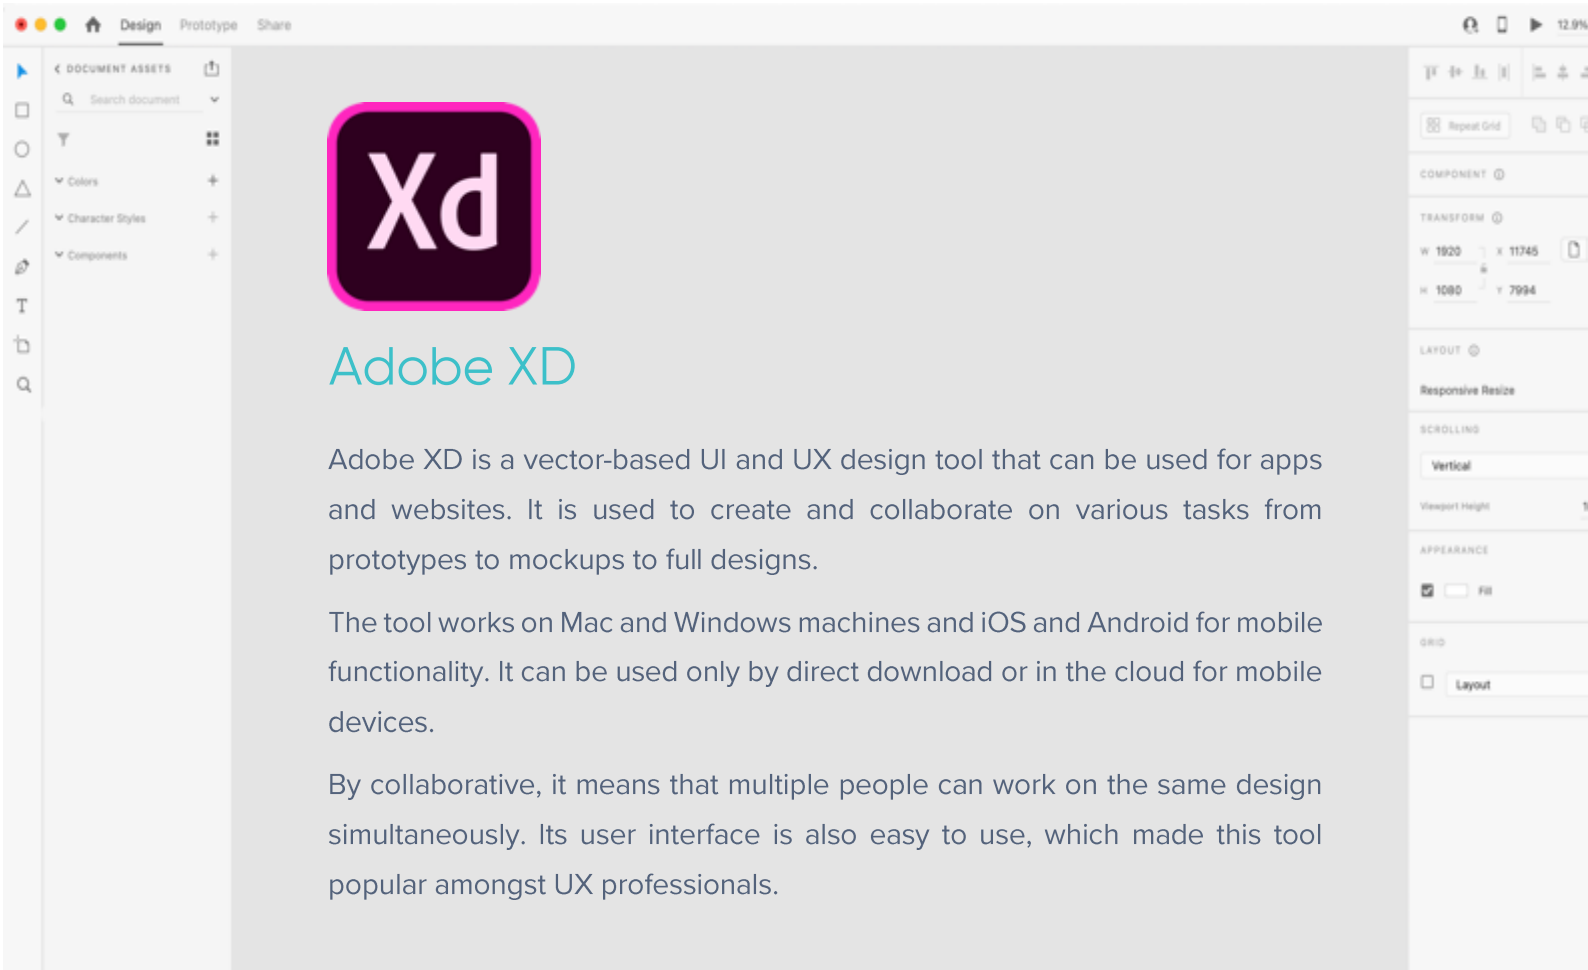 Design Prototype Share
12.9%
DOCUMENT ASSETS
Search document
Colors
Character Styles
Components
Xd
Adobe XD
Adobe XD is a vector-based UI and UX design tool that can be used for apps
and websites. It is used to create and collaborate on various tasks from
prototypes to mockups to full designs.
The tool works on Mac and Windows machines and iOS and Android for mobile
functionality. It can be used only by direct download or in the cloud for mobile
devices.
By collaborative, it means that multiple people can work on the same design
simultaneously. Its user interface is also easy to use, which made this tool
popular amongst UX professionals.
Repeat Grid
COMPONENT
TRANSFORM
W 1920 X 11745
H 1080 Y 7994
LAYOUT
Responsive Resize
SCROLLING
Vertical
Viewport Height
APPEARANCE
Fill
GRID
Layout